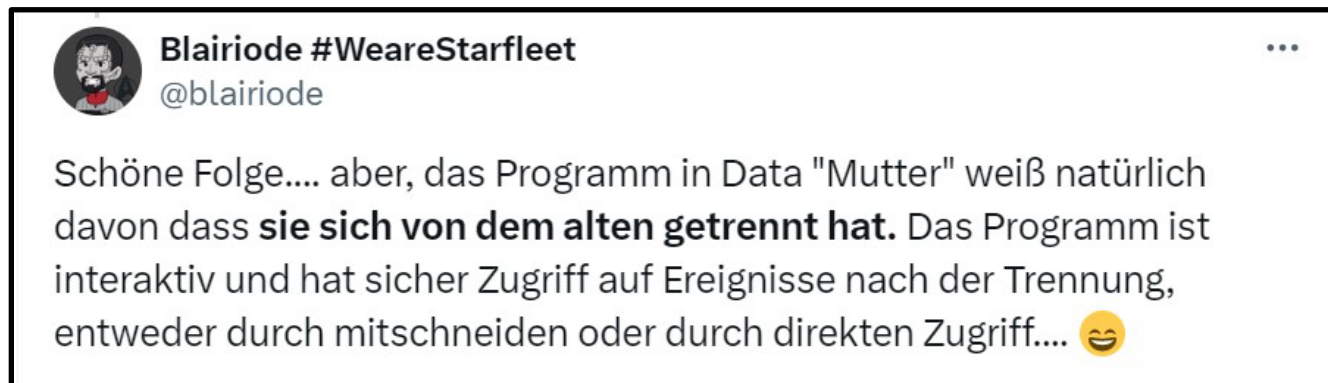 Blairiode #WeareStarfleet
@blairiode
Schöne Folge.... aber, das Programm in Data "Mutter" weiß natürlich
davon dass sie sich von dem alten getrennt hat. Das Programm ist
interaktiv und hat sicher Zugriff auf Ereignisse nach der Trennung,
entweder durch mitschneiden oder durch direkten Zugriff.... 😄